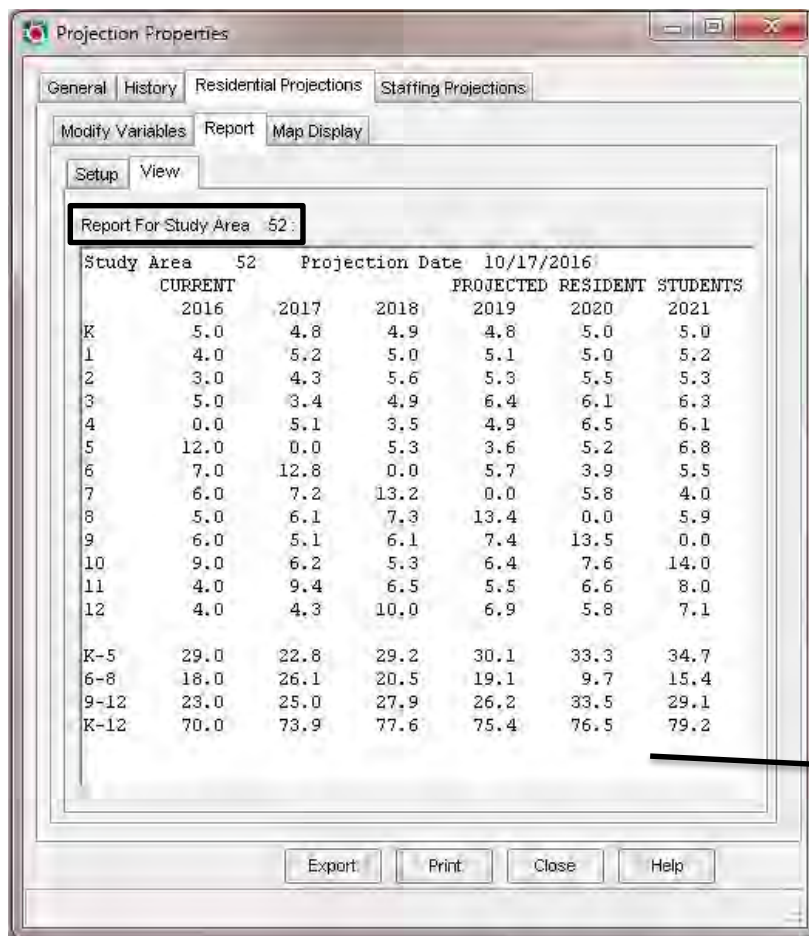 Projection Properties
General History Residential Projections Staffing Projections
Modify Variables Report Map Display
Setup View
Report For Study Area 52:
Study Area 52 Projection Date 10/17/2016
CURRENT PROJECTED RESIDENT STUDENTS
2016 2017 2018 2019 2020 2021
K 5.0 4.8 4.9 4.8 5.0 5.0
1 4.0 5.2 5.0 5.1 5.0 5.2
2 3.0 4.3 5.6 5.3 5.5 5.3
3 5.0 3.4 4.9 6.4 6.1 6.3
4 0.0 5.1 3.5 4.9 6.5 6.1
5 12.0 0.0 5.3 3.6 5.2 6.8
6 7.0 12.8 0.0 5.7 3.9 5.5
7 6.0 7.2 13.2 0.0 5.8 4.0
8 5.0 6.1 7.3 13.4 0.0 5.9
9 6.0 5.1 6.1 7.4 13.5 0.0
10 9.0 6.2 5.3 6.4 7.6 14.0
11 4.0 9.4 6.5 5.5 6.6 8.0
12 4.0 4.3 10.0 6.9 5.8 7.1
K-5 29.0 22.8 29.2 30.1 33.3 34.7
6-8 18.0 26.1 20.5 19.1 9.7 15.4
9-12 23.0 25.0 27.9 26.2 33.5 29.1
K-12 70.0 73.9 77.6 75.4 76.5 79.2
Export Print Close Help